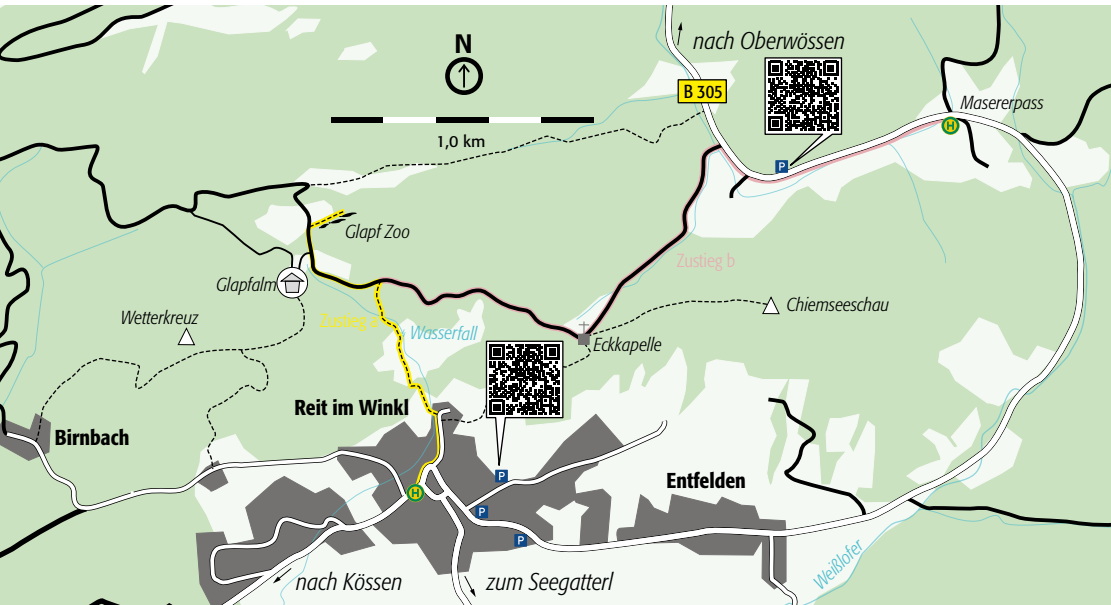 nach Oberwössen
N
B 305
Masererpass
H
1,0 km
P
Glapf Zoo
Zustieg b
Glapfalm
Chiemseeschau
Wetterkreuz
Zustieg a
Wasserfall
Eckkapelle
Reit im Winkl
Birnbach
P
Entfelden
H
P
P
Weißlofer
nach Kössen
zum Seegatterl